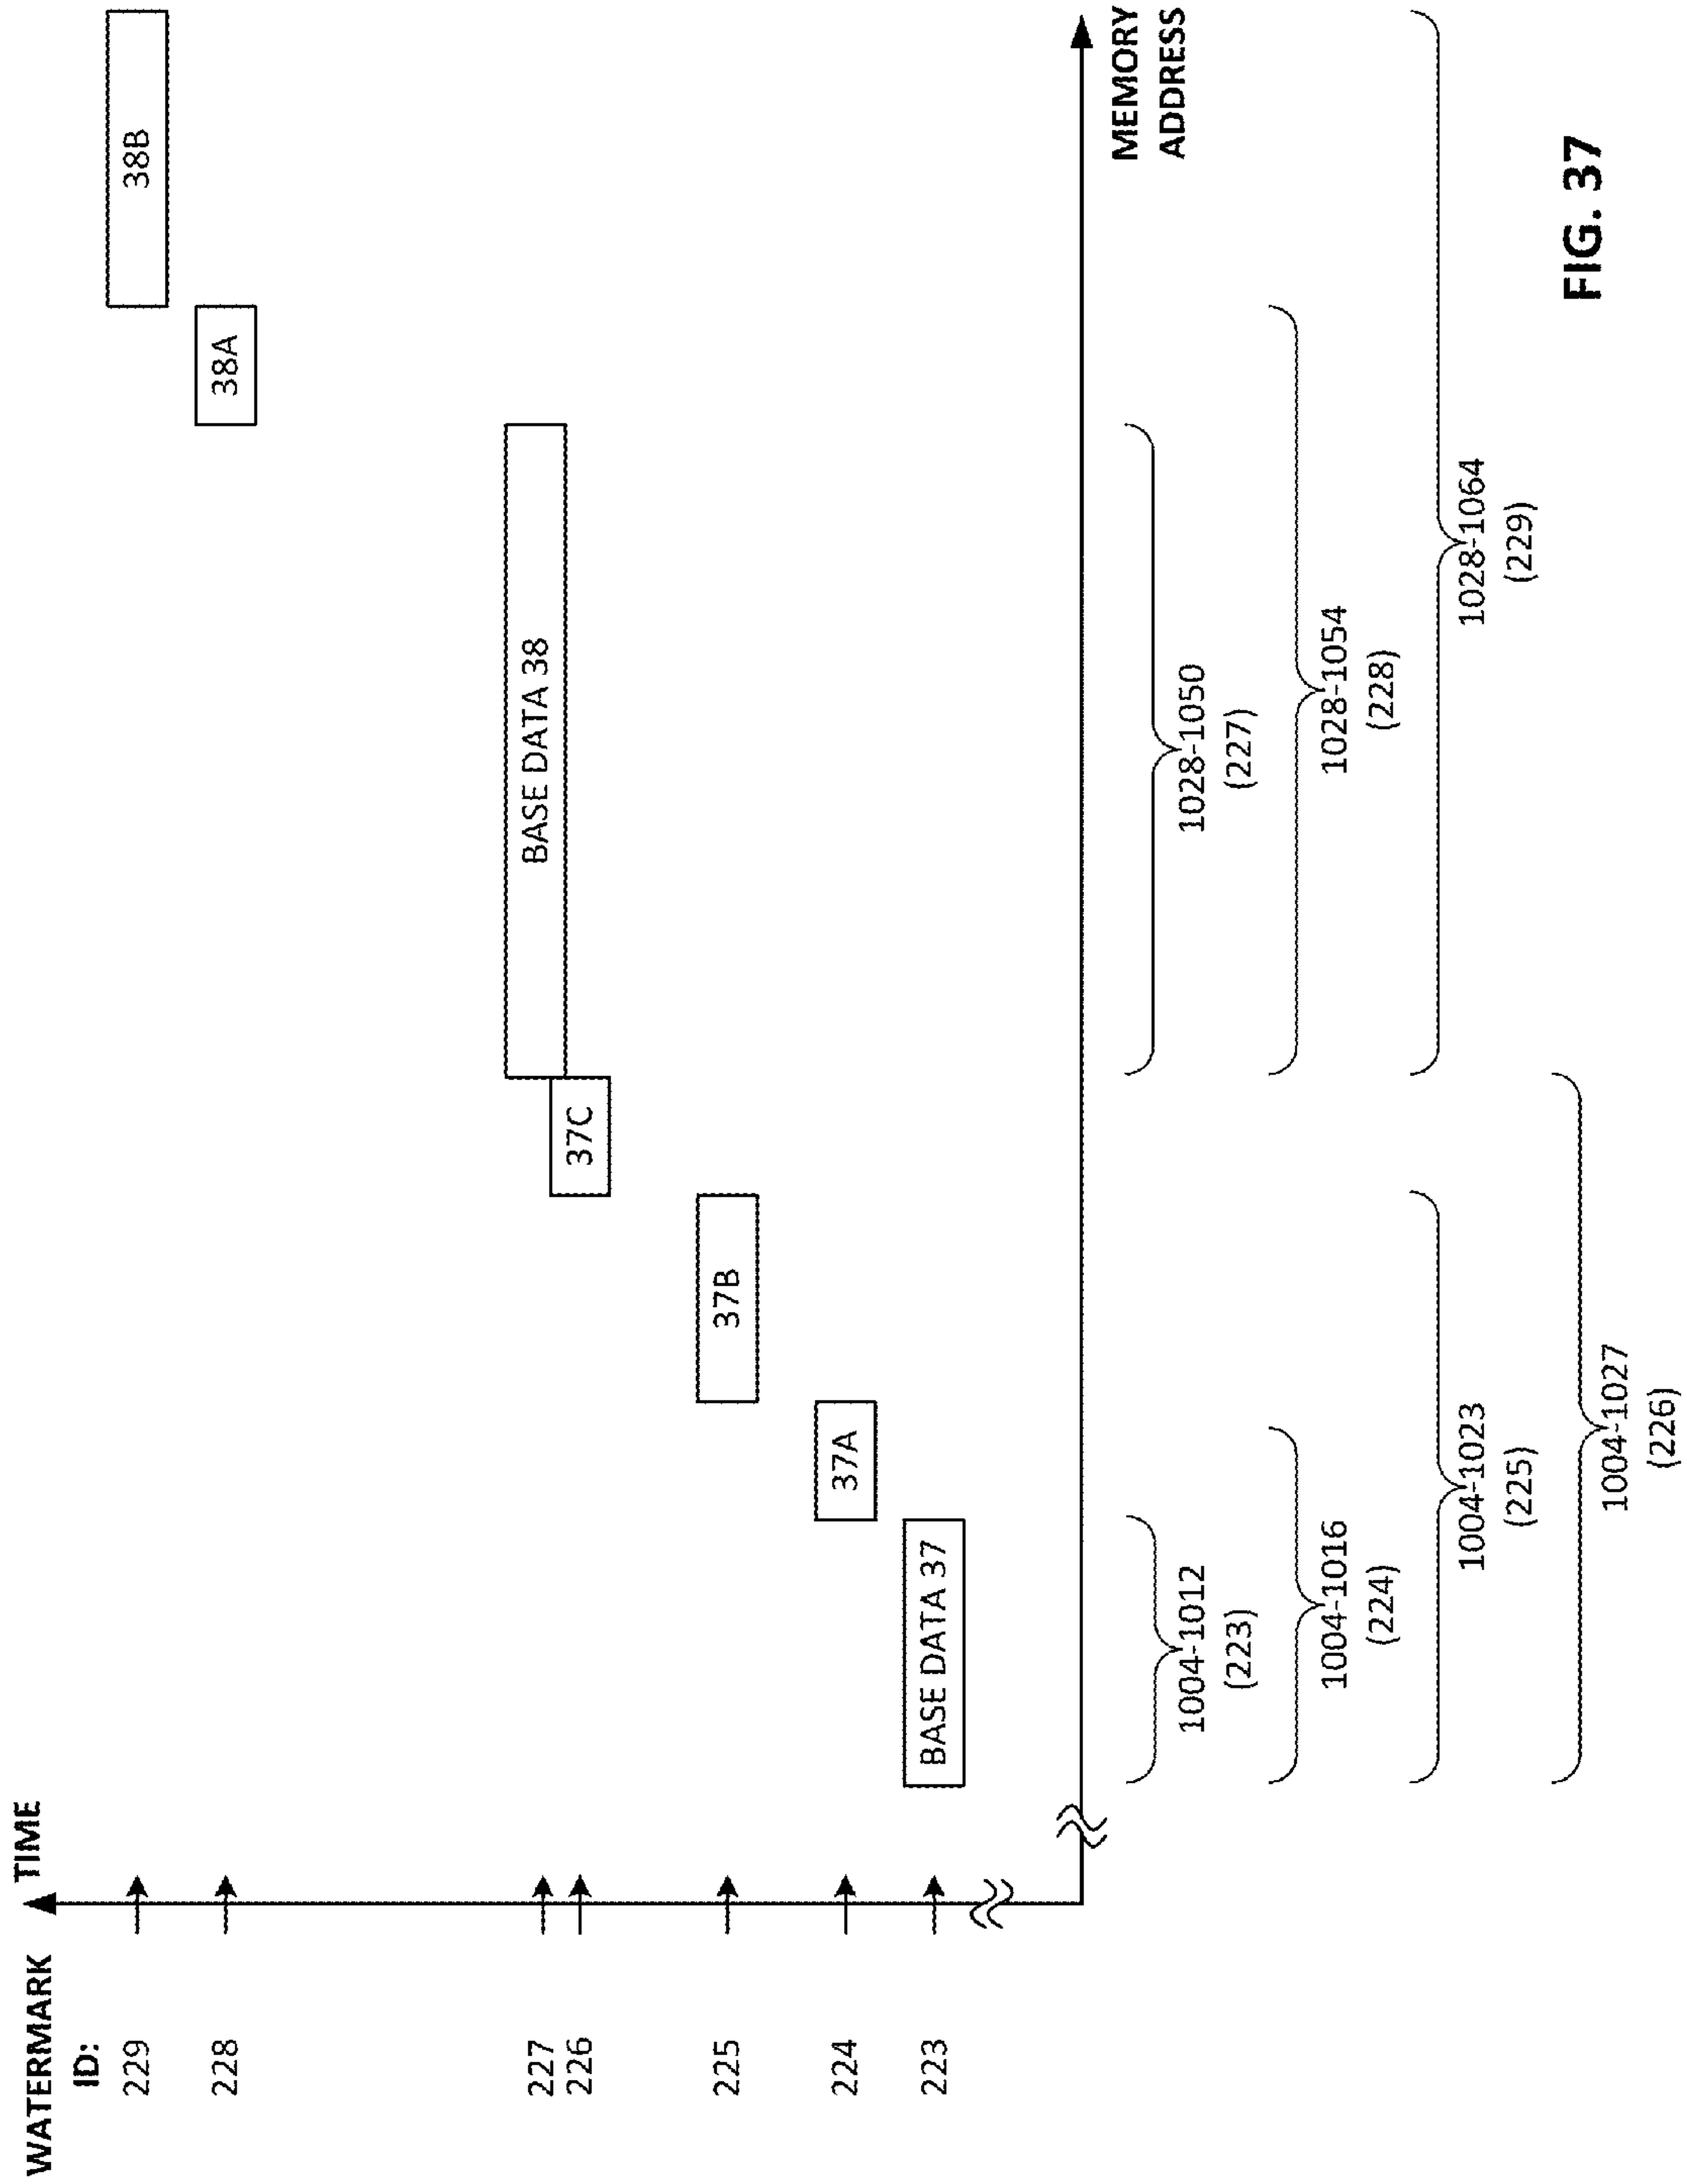 WATERMARK
ID:
TIME
229
228
227
226
225
224
223
38B
38A
BASE DATA 38
37C
37B
37A
BASE DATA 37
MEMORY
ADDRESS
1004-1012
(223)
1028-1050
(227)
1004-1016
(224)
1028-1054
(228)
1004-1023
(225)
1028-1064
(229)
1004-1027
(226)
FIG. 37